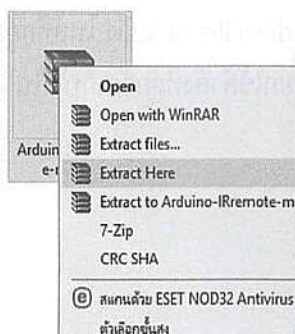 Arduin
e-r
Open
Open with WinRAR
Extract files...
Extract Here
Extract to Arduino-IRremote-m
7-Zip
CRC SHA
สแกนด้วย ESET NOD32 Antivirus
ตัวเลือกขั้นสูง